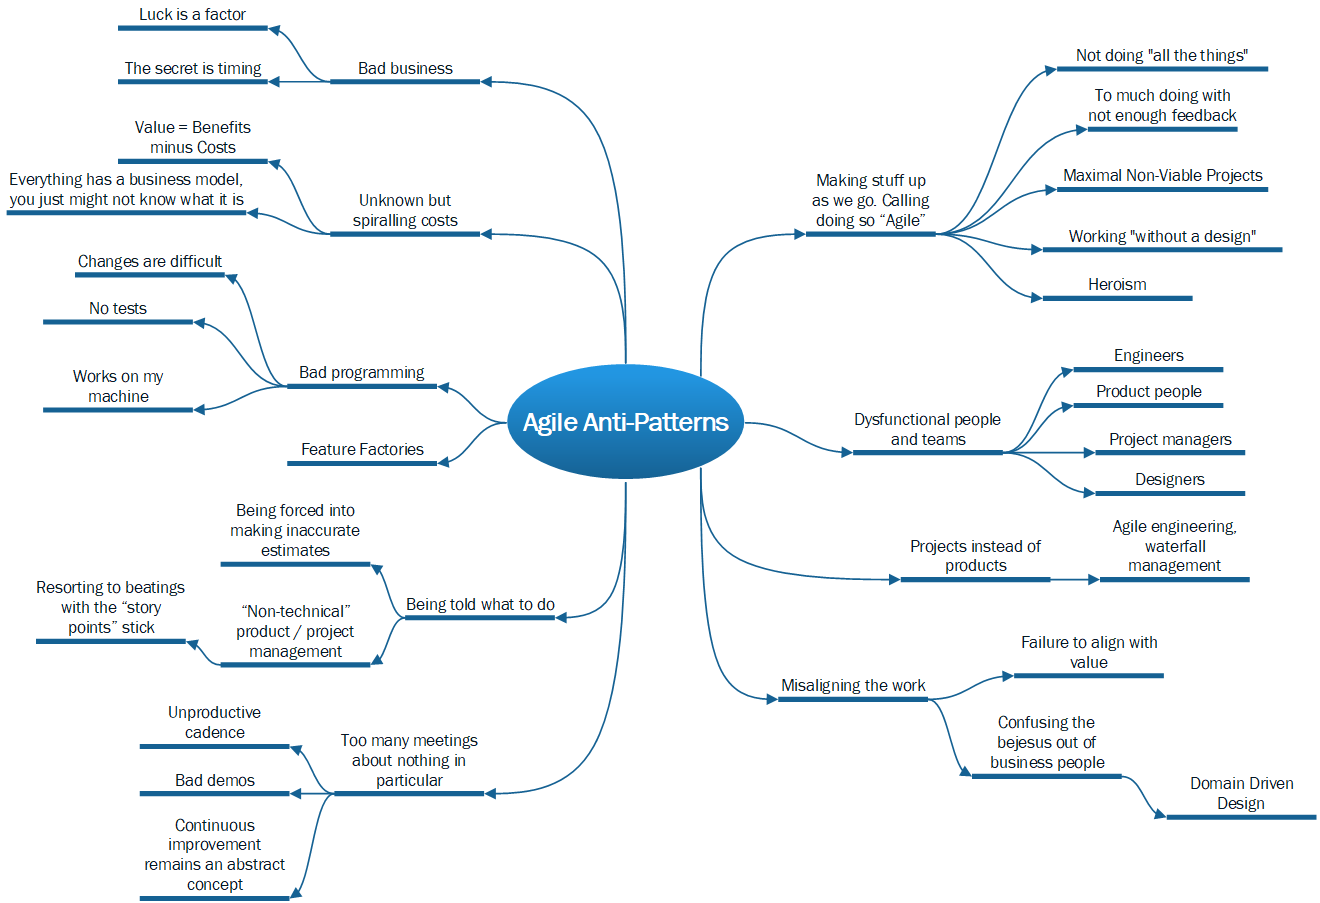 Agile Anti-Patterns
Bad business
Luck is a factor
The secret is timing
Unknown but
spiralling costs
Value = Benefits
minus Costs
Everything has a business model,
you just might not know what it is
Bad programming
Changes are difficult
No tests
Works on my
machine
Feature Factories
Being told what to do
Being forced into
making inaccurate
estimates
“Non-technical”
product / project
management
Resorting to beatings
with the “story
points” stick
Too many meetings
about nothing in
particular
Unproductive
cadence
Bad demos
Continuous
improvement
remains an abstract
concept
Making stuff up
as we go. Calling
doing so “Agile”
Not doing "all the things"
To much doing with
not enough feedback
Maximal Non-Viable Projects
Working "without a design"
Heroism
Dysfunctional people
and teams
Engineers
Product people
Project managers
Designers
Projects instead of
products
Agile engineering,
waterfall
management
Misaligning the work
Failure to align with
value
Confusing the
bejesus out of
business people
Domain Driven
Design